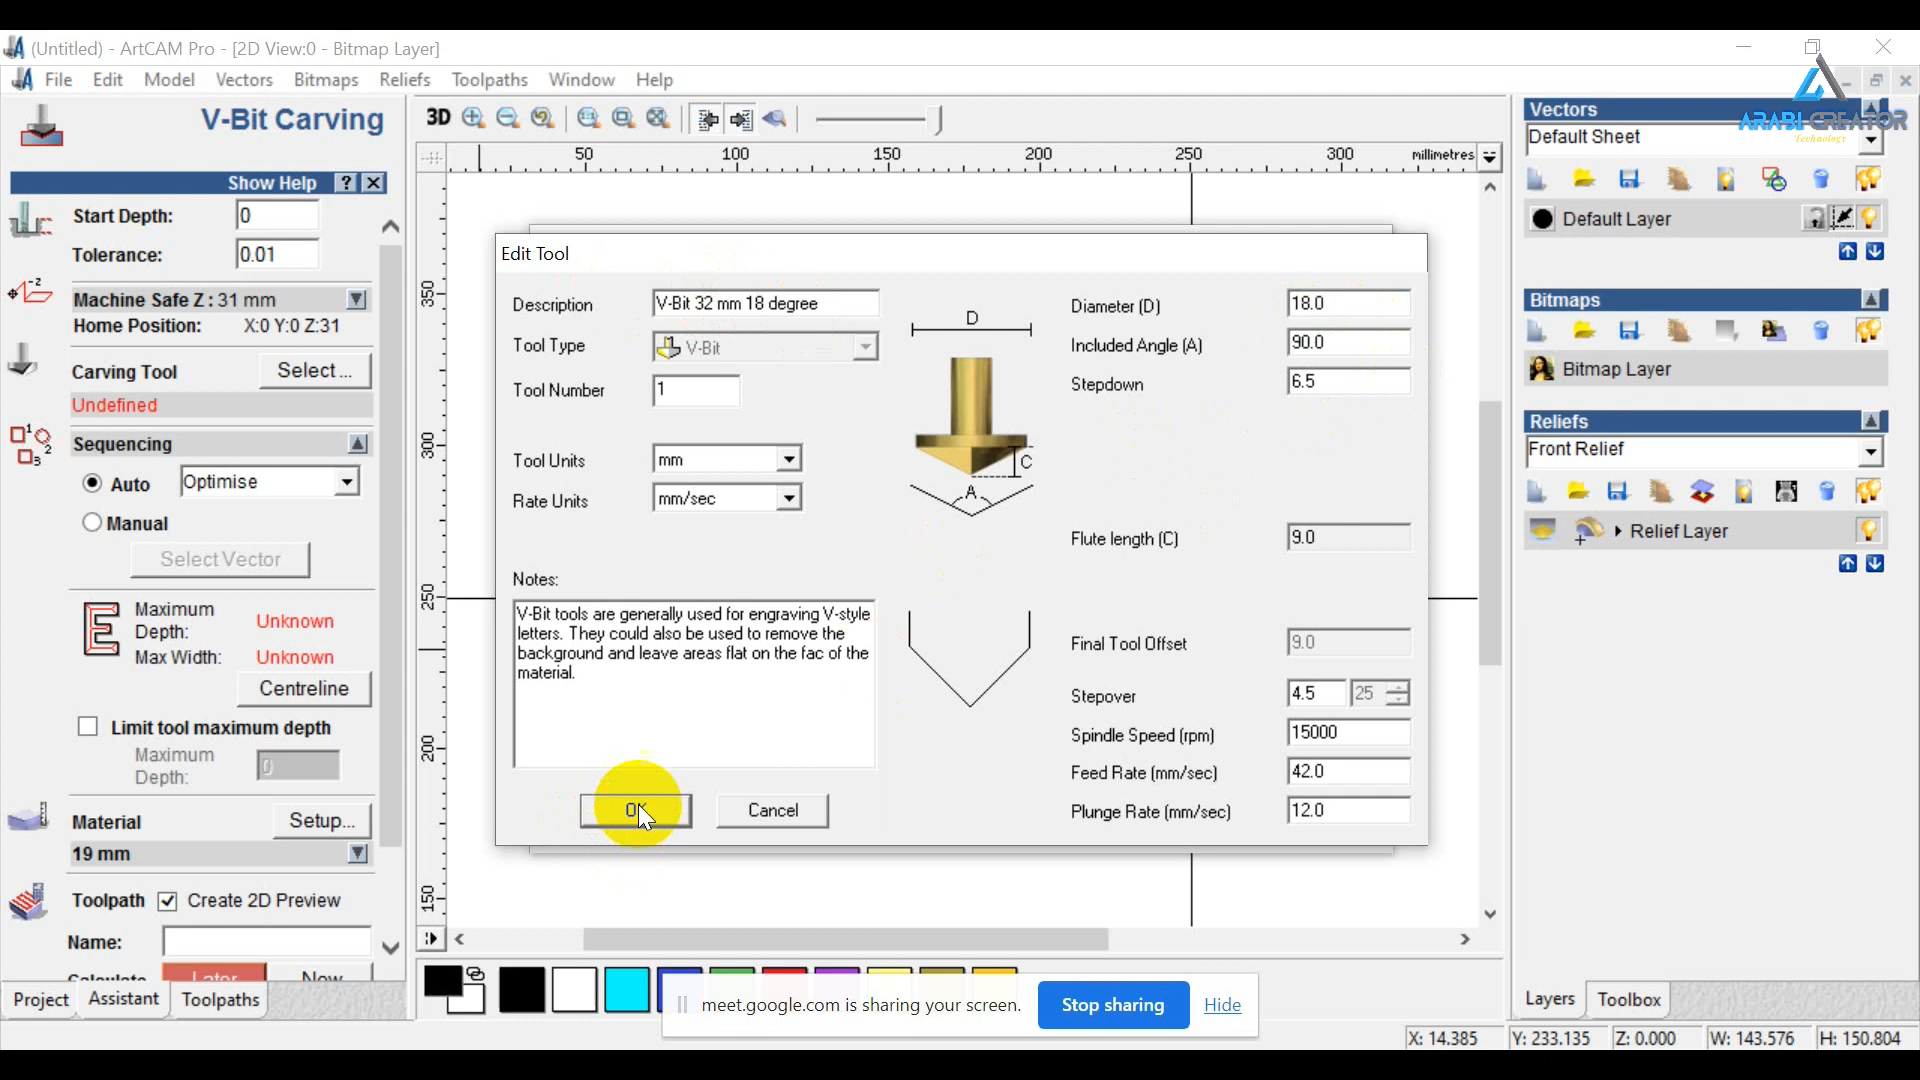 (Untitled) - ArtCAM Pro - [2D View:0 - Bitmap Layer]
File Edit Model Vectors Bitmaps Reliefs Toolpaths Window Help
ARABI CREATOR
Technology
V-Bit Carving
Show Help ? X
Start Depth: 0
Tolerance: 0.01
Machine Safe Z : 31 mm
Home Position: X:0 Y:0 Z:31
Carving Tool Select ...
Undefined
Sequencing
Auto Optimise
Manual
Select Vector
Maximum Depth: Unknown
Max Width: Unknown
Centreline
Limit tool maximum depth
Maximum Depth: 0
Material Setup...
19 mm
Toolpath Create 2D Preview
Name:
Calculate Later Now
Project Assistant Toolpaths
3D
50 100 150 200 250 300 millimetres
350
300
250
200
150
Edit Tool
Description V-Bit 32 mm 18 degree
Tool Type V-Bit
Tool Number 1
Tool Units mm
Rate Units mm/sec
Notes:
V-Bit tools are generally used for engraving V-style
letters. They could also be used to remove the
background and leave areas flat on the fac of the
material.
OK Cancel
D
C
A
Diameter (D) 18.0
Included Angle (A) 90.0
Stepdown 6.5
Flute length (C) 9.0
Final Tool Offset 9.0
Stepover 4.5 25
Spindle Speed (rpm) 15000
Feed Rate (mm/sec) 42.0
Plunge Rate (mm/sec) 12.0
Vectors
Default Sheet
Default Layer
Bitmaps
Bitmap Layer
Reliefs
Front Relief
Relief Layer
Layers Toolbox
meet.google.com is sharing your screen. Stop sharing Hide
X: 14.385 Y: 233.135 Z: 0.000 W: 143.576 H: 150.804